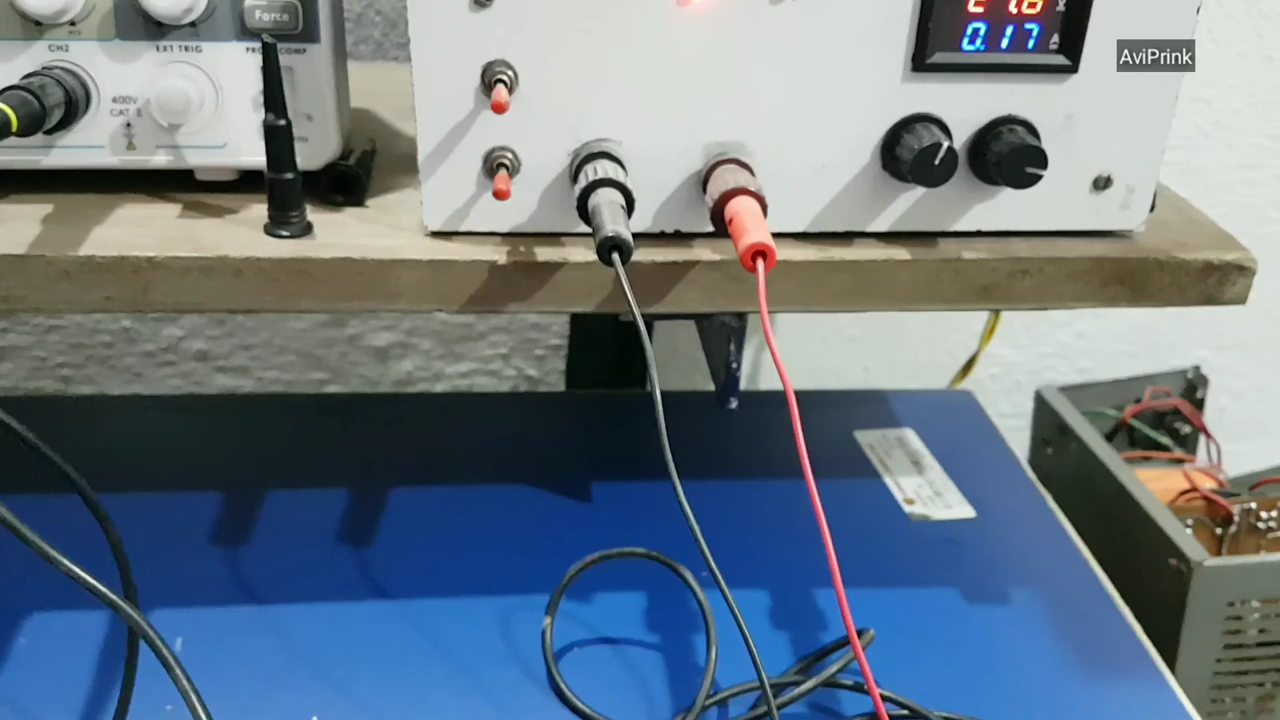 Force
AviPrink
CH2
EXT TRIG
0.17 A
400V
CAT II